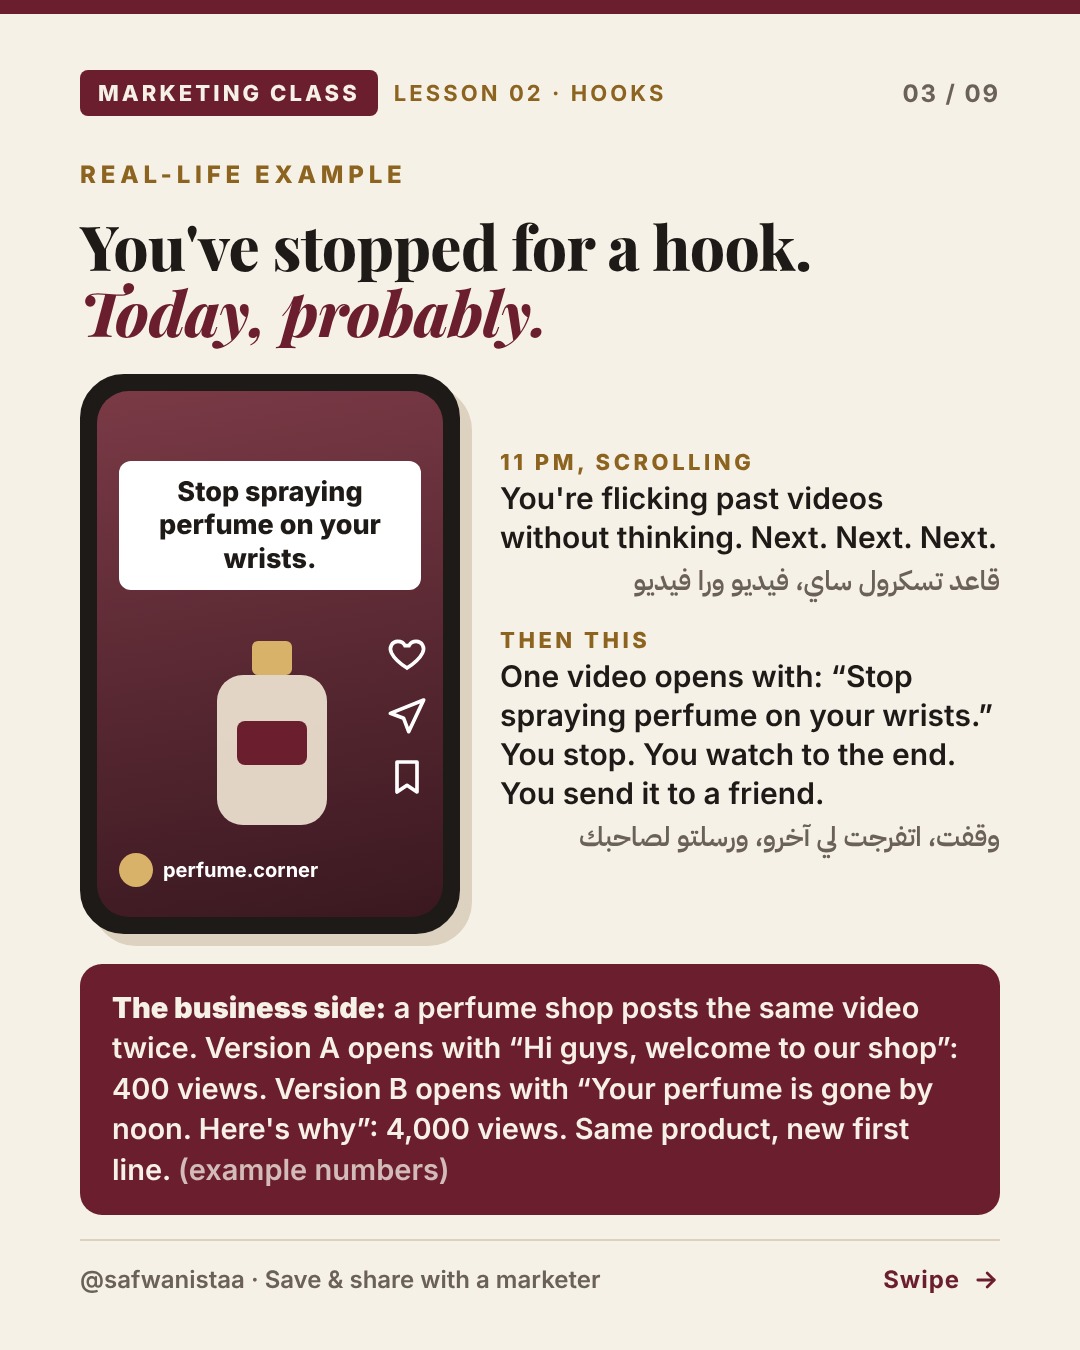 MARKETING CLASS
LESSON 02 · HOOKS
03 / 09
REAL-LIFE EXAMPLE
You've stopped for a hook.
Today, probably.
Stop spraying
perfume on your
wrists.
perfume.corner
11 PM, SCROLLING
You're flicking past videos
without thinking. Next. Next. Next.
قاعد تسكرول ساي، فيديو ورا فيديو
THEN THIS
One video opens with: “Stop
spraying perfume on your wrists.”
You stop. You watch to the end.
You send it to a friend.
وقفت، اتفرجت لي آخرو، ورسلتو لصاحبك
The business side: a perfume shop posts the same video
twice. Version A opens with “Hi guys, welcome to our shop”:
400 views. Version B opens with “Your perfume is gone by
noon. Here's why”: 4,000 views. Same product, new first
line. (example numbers)
@safwanistaa · Save & share with a marketer
Swipe →